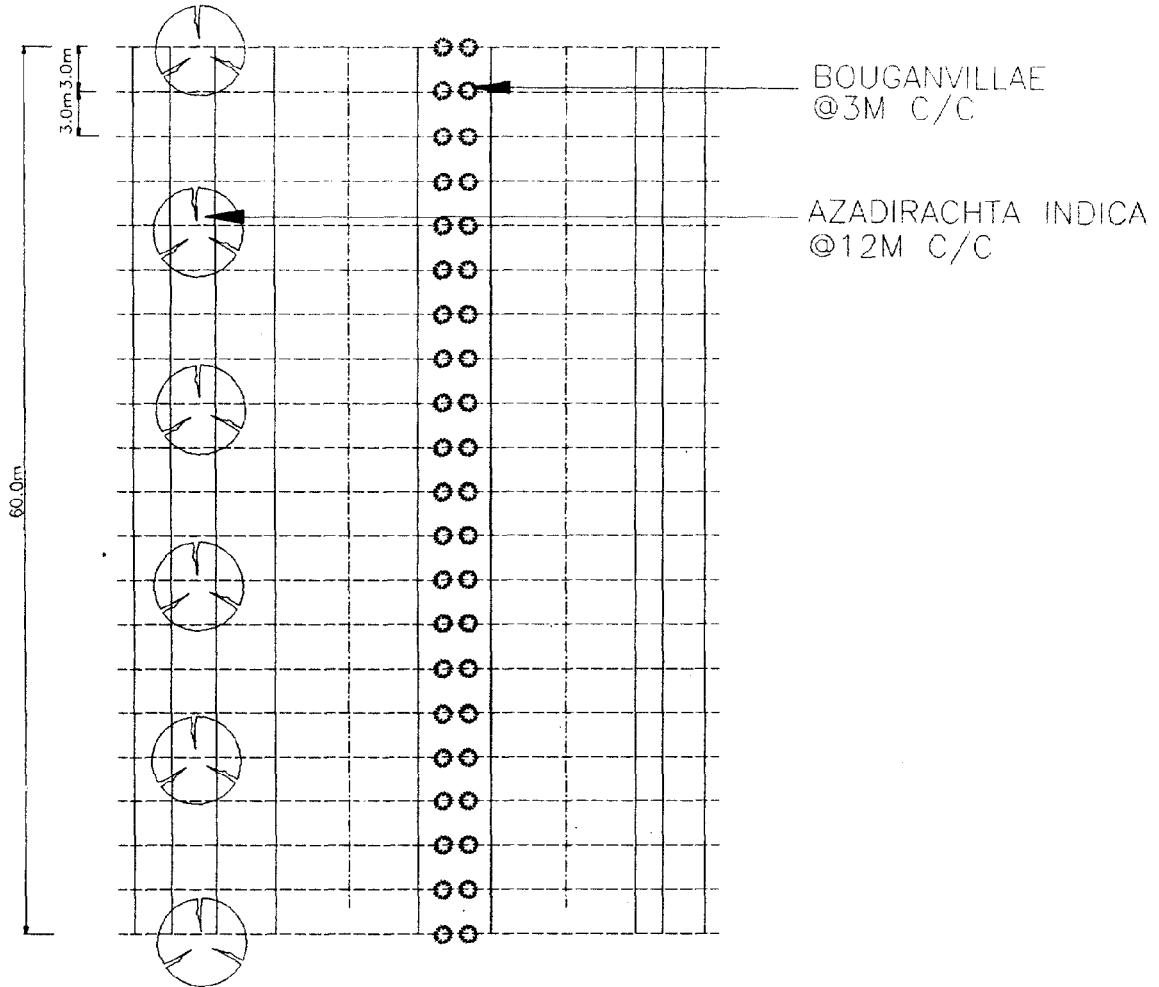 3.0m
3.0m
BOUGANVILLAE
@3M C/C
AZADIRACHTA INDICA
@12M C/C
60.0m